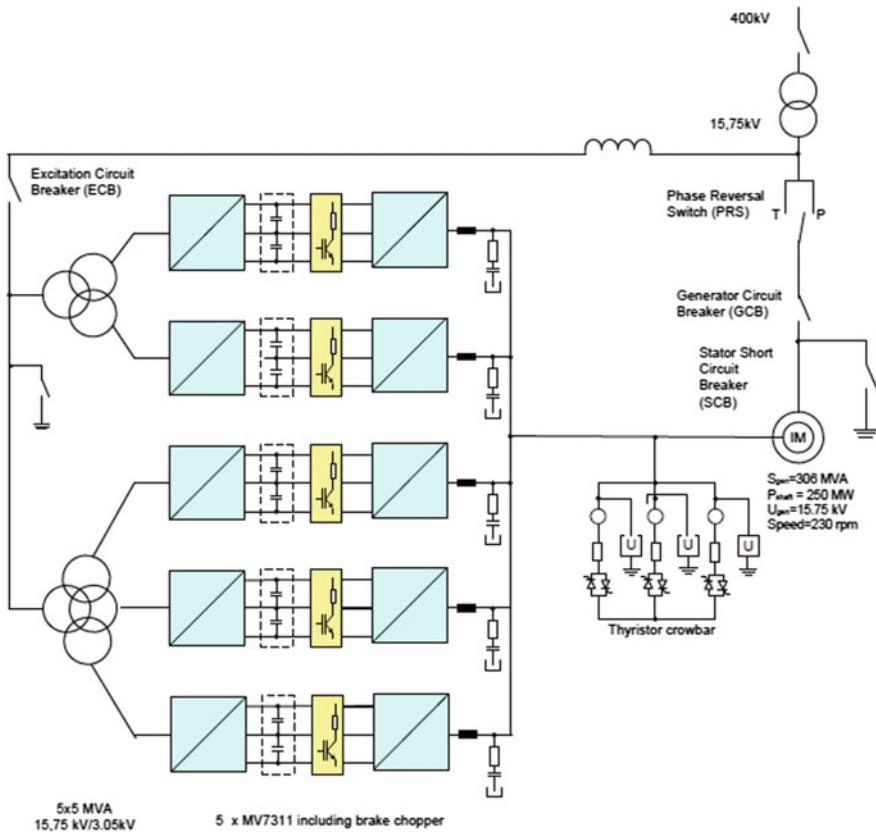 400kV
15,75kV
Excitation Circuit
Breaker (ECB)
Phase Reversal
Switch (PRS)
T
P
Generator Circuit
Breaker (GCB)
Stator Short
Circuit
Breaker
(SCB)
IM
Sgen=306 MVA
Pshaft = 250 MW
Ugen=15.75 kV
Speed=230 rpm
U
U
U
Thyristor crowbar
5x5 MVA
15,75 kV/3.05kV
5 x MV7311 including brake chopper